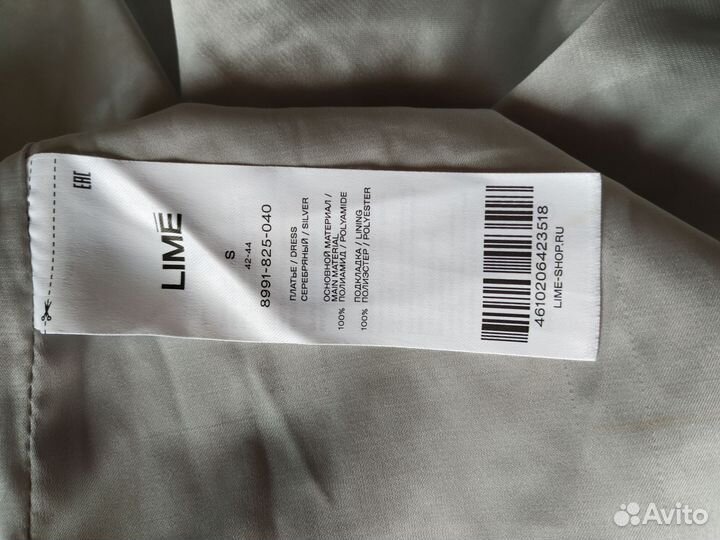 EAC
LIMÉ
S
42-44
8991-825-040
ПЛАТЬЕ / DRESS
СЕРЕБРЯНЫЙ / SILVER
ОСНОВНОЙ МАТЕРИАЛ /
MAIN MATERIAL
100% ПОЛИАМИД / POLYAMIDE
ПОДКЛАДКА / LINING
100% ПОЛИЭСТЕР / POLYESTER
4610206423518
LIME-SHOP.RU
Avito